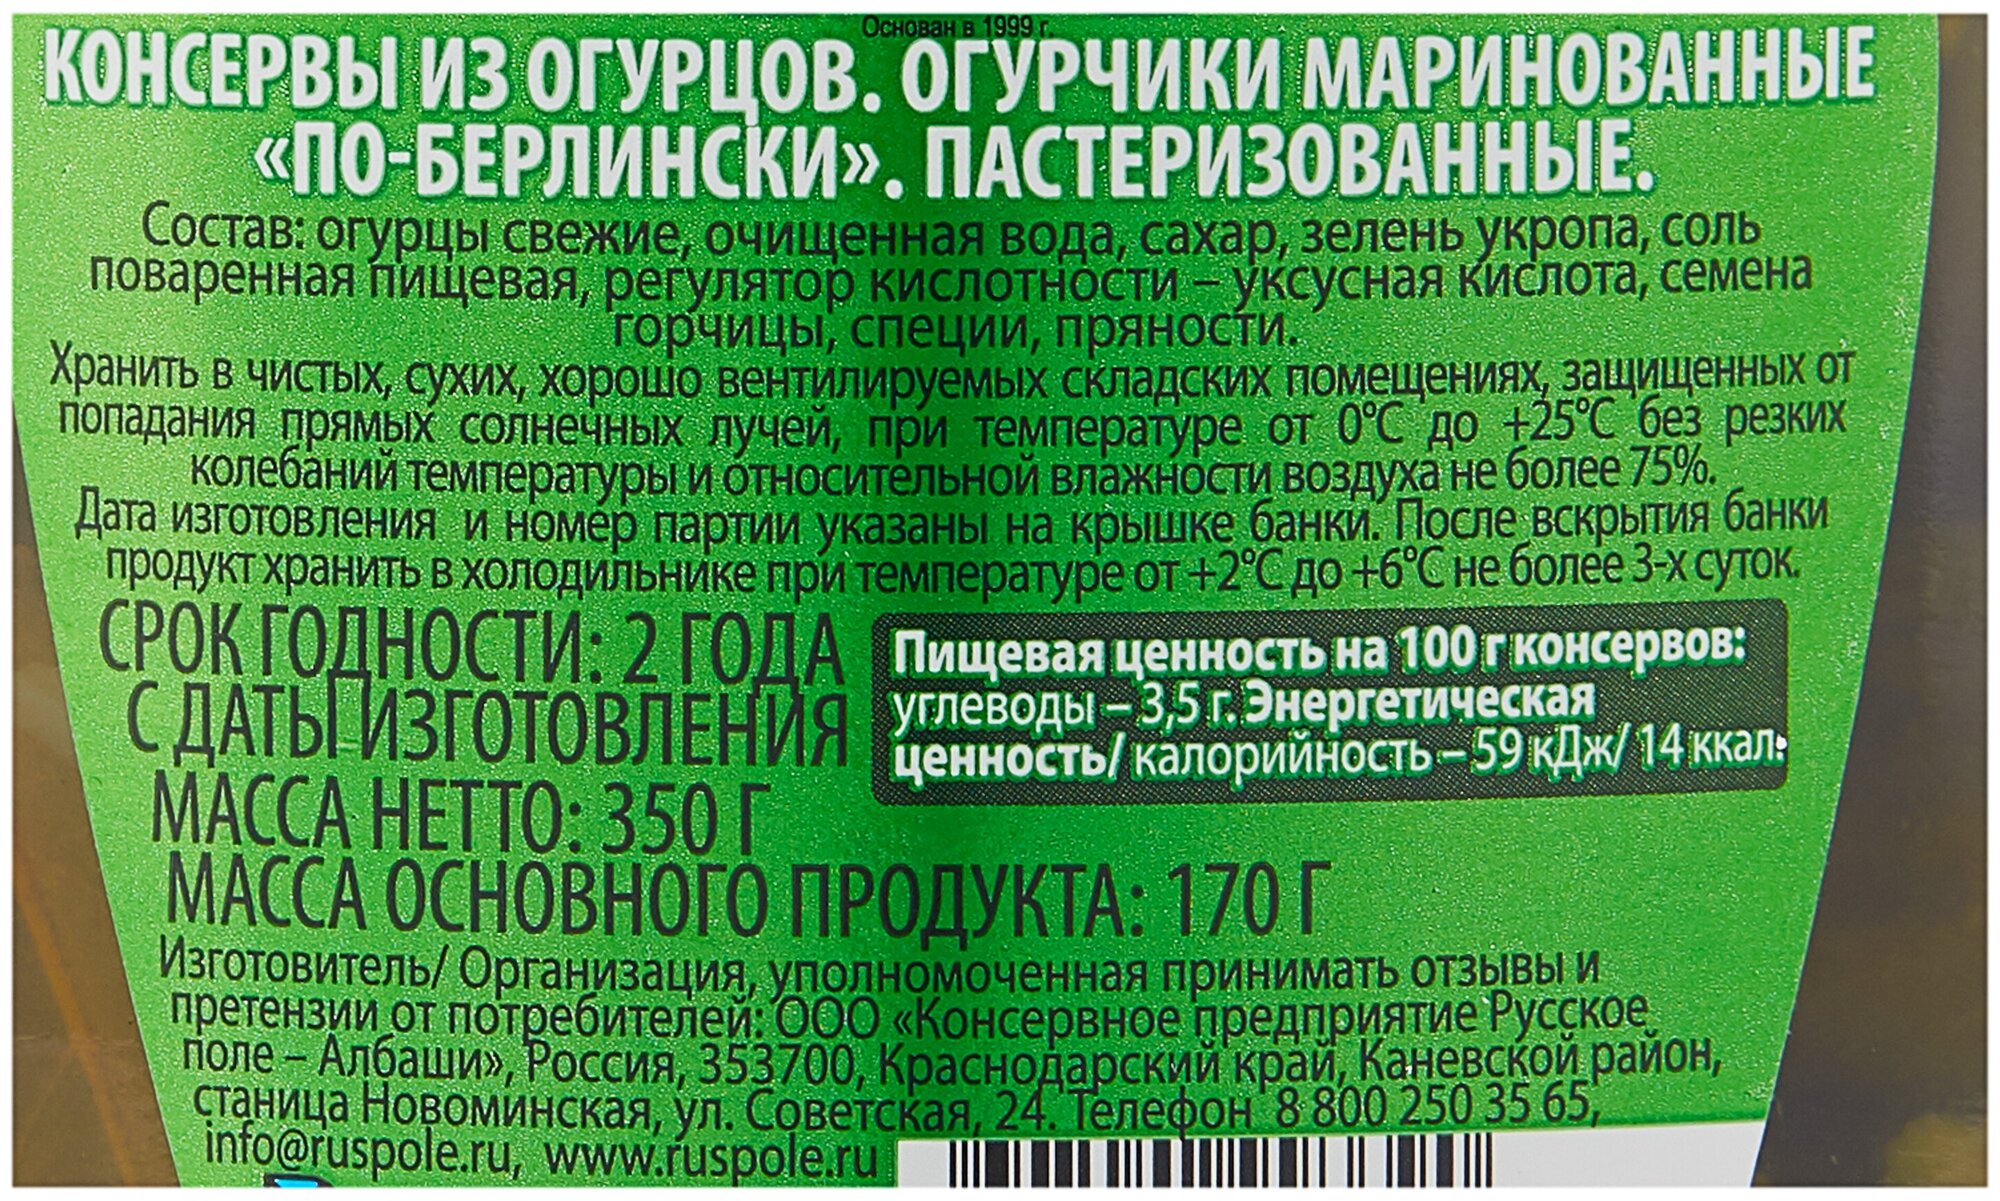 Основан в 1999 г.
КОНСЕРВЫ ИЗ ОГУРЦОВ. ОГУРЧИКИ МАРИНОВАННЫЕ
«ПО-БЕРЛИНСКИ». ПАСТЕРИЗОВАННЫЕ.
Состав: огурцы свежие, очищенная вода, сахар, зелень укропа, соль
поваренная пищевая, регулятор кислотности – уксусная кислота, семена
горчицы, специи, пряности.
Хранить в чистых, сухих, хорошо вентилируемых складских помещениях, защищенных от
попадания прямых солнечных лучей, при температуре от 0°С до +25°С без резких
колебаний температуры и относительной влажности воздуха не более 75%.
Дата изготовления и номер партии указаны на крышке банки. После вскрытия банки
продукт хранить в холодильнике при температуре от +2°С до +6°С не более 3-х суток.
СРОК ГОДНОСТИ: 2 ГОДА
С ДАТЫ ИЗГОТОВЛЕНИЯ
Пищевая ценность на 100 г консервов:
углеводы – 3,5 г. Энергетическая
ценность/ калорийность – 59 кДж/ 14 ккал.
МАССА НЕТТО: 350 Г
МАССА ОСНОВНОГО ПРОДУКТА: 170 Г
Изготовитель/ Организация, уполномоченная принимать отзывы и
претензии от потребителей: ООО «Консервное предприятие Русское
поле – Албаши», Россия, 353700, Краснодарский край, Каневской район,
станица Новоминская, ул. Советская, 24. Телефон 8 800 250 35 65,
info@ruspole.ru, www.ruspole.ru